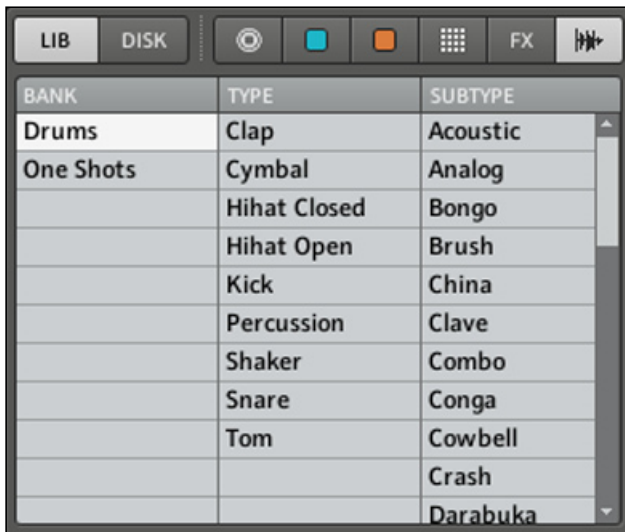 LIB DISK FX
BANK TYPE SUBTYPE
Drums Clap Acoustic
One Shots Cymbal Analog
Hihat Closed Bongo
Hihat Open Brush
Kick China
Percussion Clave
Shaker Combo
Snare Conga
Tom Cowbell
Crash
Darabuka